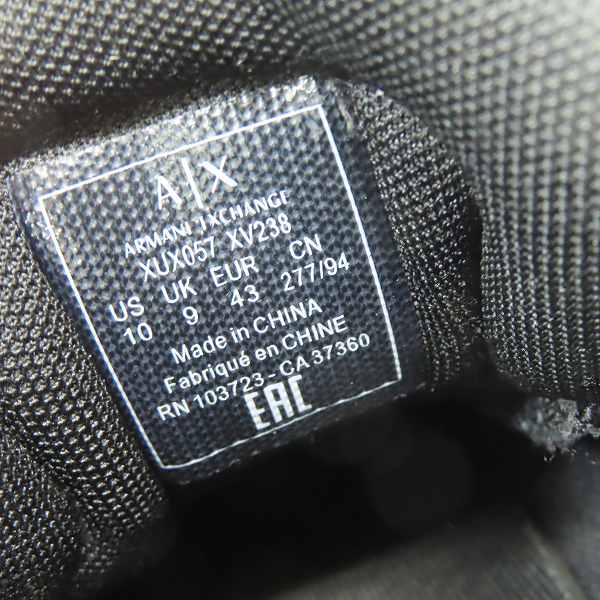 A|X
ARMANI EXCHANGE
XUX057 XV238
US UK EUR CN
10 9 43 277/94
Made in CHINA
Fabriqué en CHINE
RN 103723 - CA 37360
EAC